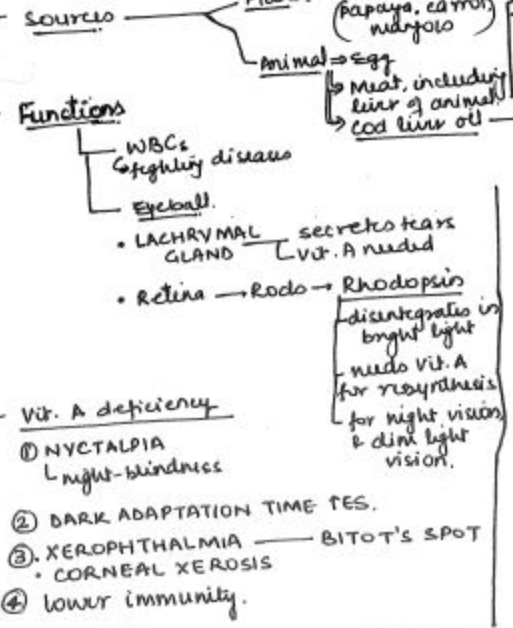 Sources
(papaya, carrot,
mangoes
Animal ⇒ Egg
↳ Meat, including
liver of animal.
↳ Cod liver oil —
Functions
WBCs
↳ fighting diseases
Eyeball.
• LACHRYMAL GLAND — secretes tears
Vit. A needed
• Retina → Rods → Rhodopsin
disintegrates in
bright light
needs Vit. A
for resynthesis
for night vision
& dim light
vision.
Vit. A deficiency
① NYCTALPIA
night-blindness
② DARK ADAPTATION TIME ↑ES.
③. XEROPHTHALMIA — BITOT'S SPOT
• CORNEAL XEROSIS
④ lower immunity.